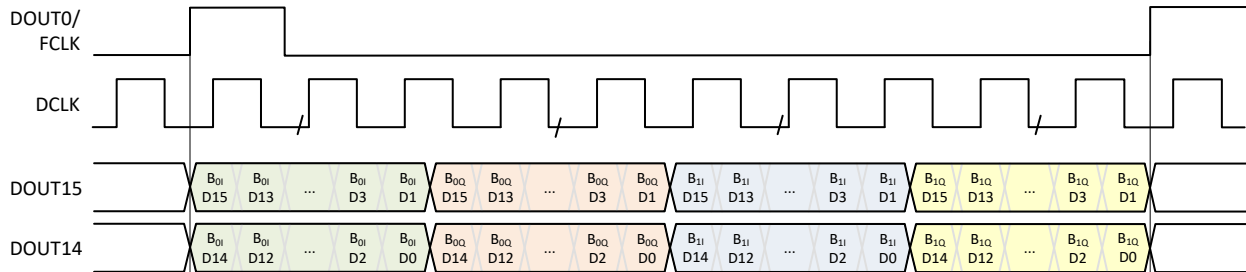 DOUT0/
FCLK
DCLK
DOUT15
B0I B0I ... B0I B0I B0Q B0Q ... B0Q B0Q B1I B1I ... B1I B1I B1Q B1Q ... B1Q B1Q
D15 D13 D3 D1 D15 D13 D3 D1 D15 D13 D3 D1 D15 D13 D3 D1
DOUT14
B0I B0I ... B0I B0I B0Q B0Q ... B0Q B0Q B1I B1I ... B1I B1I B1Q B1Q ... B1Q B1Q
D14 D12 D2 D0 D14 D12 D2 D0 D14 D12 D2 D0 D14 D12 D2 D0